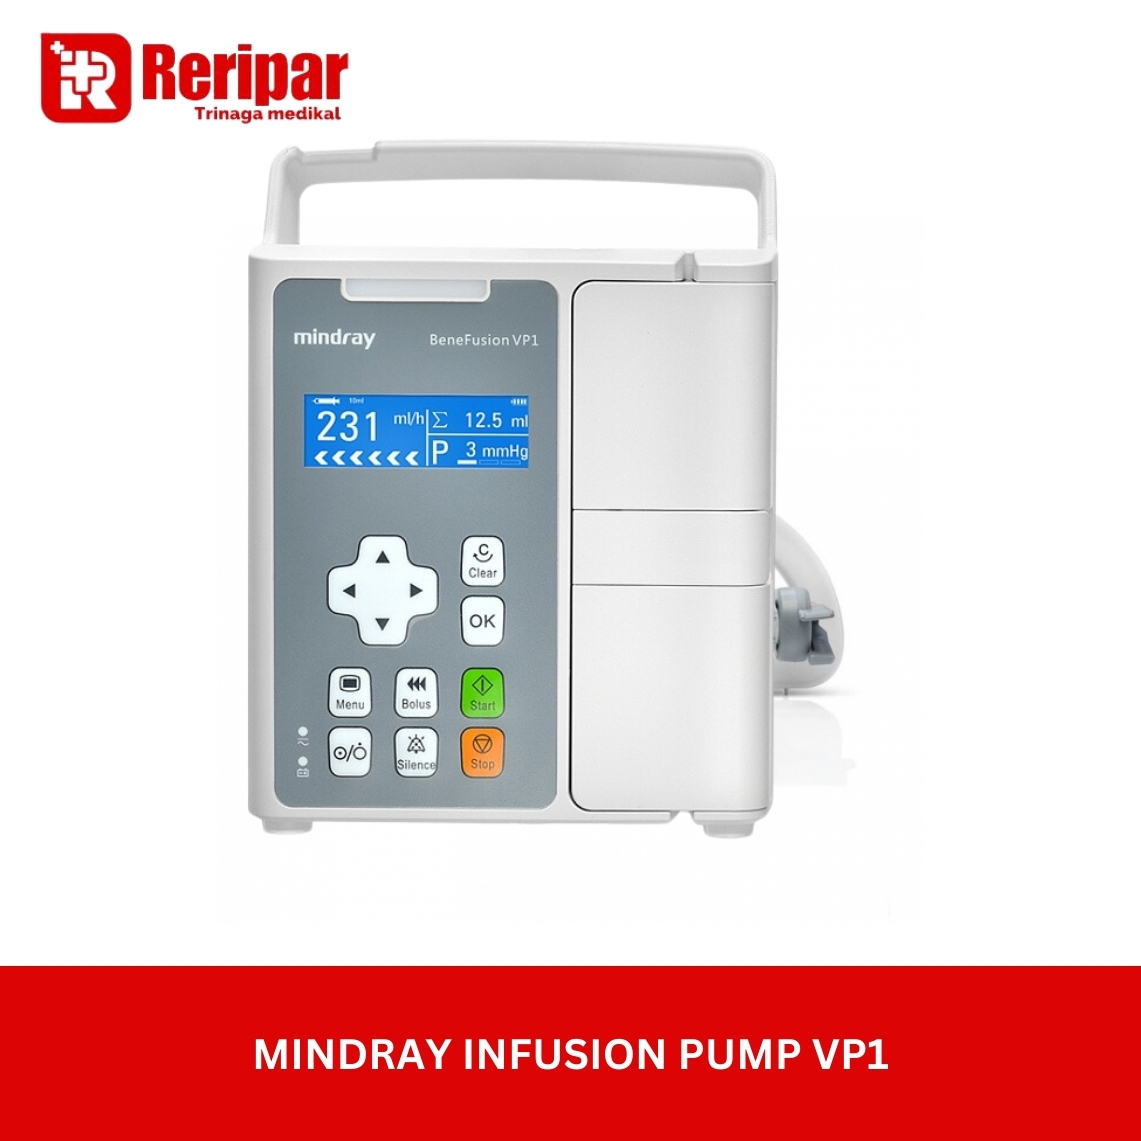 Reripar
Trinaga medikal
mindray
BeneFusion VP1
10ml
231 ml/h
Σ 12.5 ml
P 3 mmHg
C
Clear
OK
Menu
Bolus
Start
Silence
Stop
MINDRAY INFUSION PUMP VP1